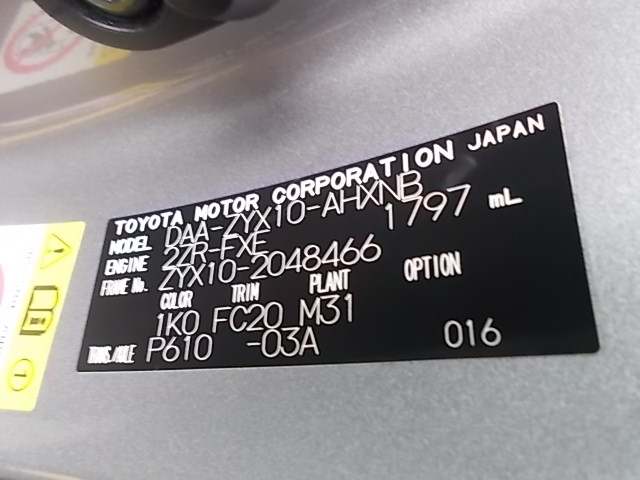 TOYOTA MOTOR CORPORATION JAPAN
MODEL DAA-ZYX10-AHXNB
ENGINE 2ZR-FXE 1797 mL
FRAME No. ZYX10-2048466
COLOR TRIM PLANT OPTION
1K0 FC20 M31
TRANS./AXLE P610 -03A 016
1